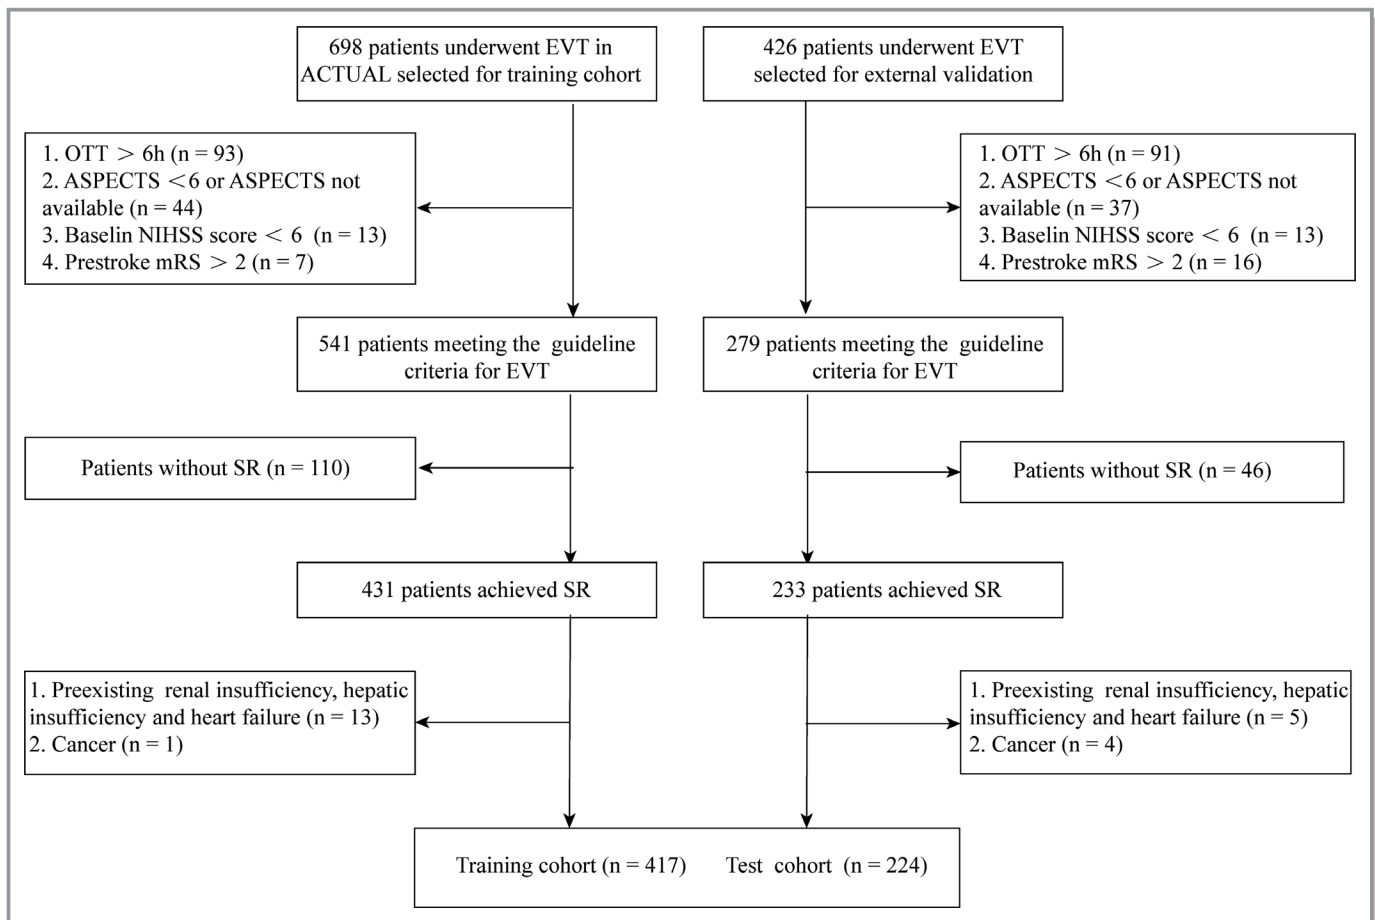 698 patients underwent EVT in
ACTUAL selected for training cohort
426 patients underwent EVT
selected for external validation
1. OTT > 6h (n = 93)
2. ASPECTS <6 or ASPECTS not
available (n = 44)
3. Baselin NIHSS score < 6 (n = 13)
4. Prestroke mRS > 2 (n = 7)
1. OTT > 6h (n = 91)
2. ASPECTS <6 or ASPECTS not
available (n = 37)
3. Baselin NIHSS score < 6 (n = 13)
4. Prestroke mRS > 2 (n = 16)
541 patients meeting the guideline
criteria for EVT
279 patients meeting the guideline
criteria for EVT
Patients without SR (n = 110)
Patients without SR (n = 46)
431 patients achieved SR
233 patients achieved SR
1. Preexisting renal insufficiency, hepatic
insufficiency and heart failure (n = 13)
2. Cancer (n = 1)
1. Preexisting renal insufficiency, hepatic
insufficiency and heart failure (n = 5)
2. Cancer (n = 4)
Training cohort (n = 417) Test cohort (n = 224)